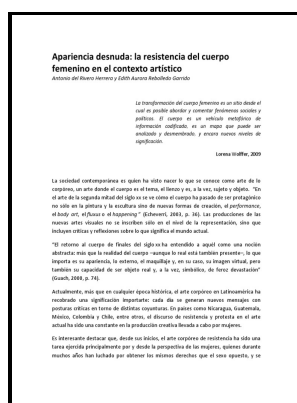 Apariencia desnuda: la resistencia del cuerpo
femenino en el contexto artístico
Antonio del Rivero Herrera y Edith Aurora Rebolledo Garrido
La transformación del cuerpo femenino es un sitio desde el
cual es posible abordar y comentar fenómenos sociales y
políticos. El cuerpo es un vehículo metafórico de
información codificada, es un mapa que puede ser
analizado y desmembrado, y encara nuevos niveles de
significación.
Lorena Wolffer, 2009
La sociedad contemporánea es quien ha visto nacer lo que se conoce como arte de lo
corpóreo, un arte donde el cuerpo es el tema, el lienzo y es, a la vez, sujeto y objeto. "En
el arte de la segunda mitad del siglo xx se ve cómo el cuerpo ha pasado de ser protagónico
no sólo en la pintura y la escultura sino de nuevas formas de creación, el performance,
el body art, el fluxus o el happening" (Echeverri, 2003, p. 36). Las producciones de las
nuevas artes visuales no se inscriben sólo en el nivel de la representación, sino que
incluyen críticas y reflexiones sobre lo que significa el mundo actual.
"El retorno al cuerpo de finales del siglo xx ha entendido a aquél como una noción
abstracta: más que la realidad del cuerpo –aunque lo real está también presente–, lo que
importa es su apariencia, lo externo, el maquillaje y, en su caso, su imagen virtual, pero
también su capacidad de ser objeto real y, a la vez, simbólico, de feroz devastación"
(Guasch, 2008, p. 74).
Actualmente, más que en cualquier época histórica, el arte corpóreo en Latinoamérica ha
recobrado una significación importante: cada día se generan nuevos mensajes con
posturas críticas en torno de distintas coyunturas. En países como Nicaragua, Guatemala,
México, Colombia y Chile, entre otros, el discurso de resistencia y protesta en el arte
actual ha sido una constante en la producción creativa llevada a cabo por mujeres.
Es interesante destacar que, desde sus inicios, el arte corpóreo de resistencia ha sido una
tarea ejercida principalmente por y desde la perspectiva de las mujeres, quienes durante
muchos años han luchado por obtener los mismos derechos que el sexo opuesto, y se